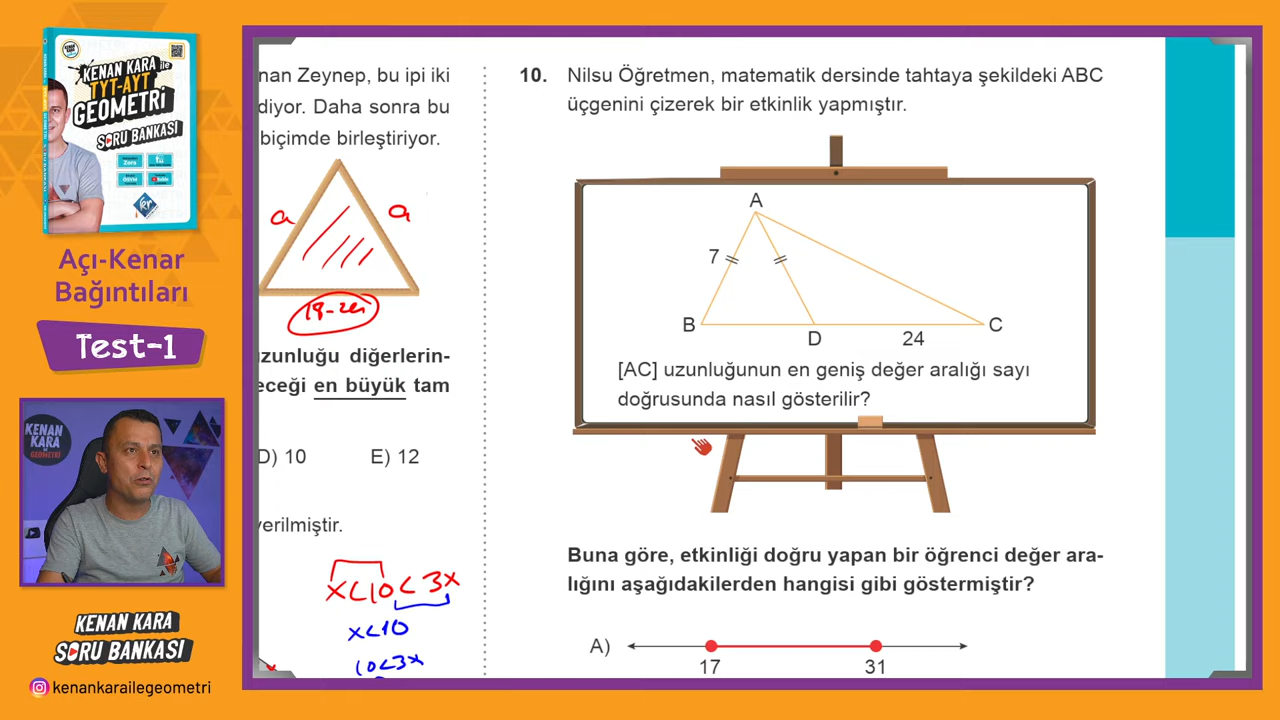 KENAN KARA ile
TYT-AYT
GEOMETRİ
SORU BANKASI
Açı-Kenar
Bağıntıları
Test-1
KENAN
KARA
GEOMETRİ
KENAN KARA
SORU BANKASI
kenankarailegeometri
nan Zeynep, bu ipi iki
diyor. Daha sonra bu
biçimde birleştiriyor.
a
a
uzunluğu diğerlerin-
eceği en büyük tam
D) 10
E) 12
verilmiştir.
x<10<3x
x<10
10<3x
10. Nilsu Öğretmen, matematik dersinde tahtaya şekildeki ABC
üçgenini çizerek bir etkinlik yapmıştır.
A
7
B
D
C
24
[AC] uzunluğunun en geniş değer aralığı sayı
doğrusunda nasıl gösterilir?
Buna göre, etkinliği doğru yapan bir öğrenci değer ara-
lığını aşağıdakilerden hangisi gibi göstermiştir?
A)
17
31